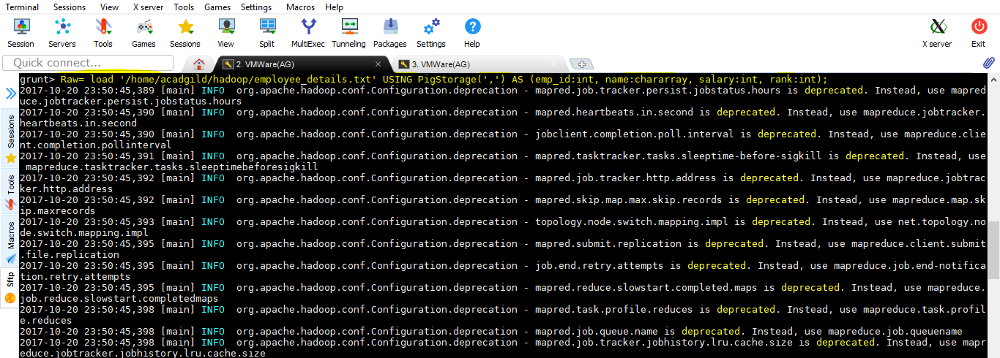 Terminal Sessions View X server Tools Games Settings Macros Help
Session Servers Tools Games Sessions View Split MultiExec Tunneling Packages Settings Help X server Exit
Quick connect...
2. VMWare(AG)
3. VMWare(AG)
Sessions
Tools
Macros
Sftp
grunt> Raw= load '/home/acadgild/hadoop/employee_details.txt' USING PigStorage(',') AS (emp_id:int, name:chararray, salary:int, rank:int);
2017-10-20 23:50:45,389 [main] INFO  org.apache.hadoop.conf.Configuration.deprecation - mapred.job.tracker.persist.jobstatus.hours is deprecated. Instead, use mapred
uce.jobtracker.persist.jobstatus.hours
2017-10-20 23:50:45,390 [main] INFO  org.apache.hadoop.conf.Configuration.deprecation - mapred.heartbeats.in.second is deprecated. Instead, use mapreduce.jobtracker.
heartbeats.in.second
2017-10-20 23:50:45,390 [main] INFO  org.apache.hadoop.conf.Configuration.deprecation - jobclient.completion.poll.interval is deprecated. Instead, use mapreduce.clie
nt.completion.pollinterval
2017-10-20 23:50:45,391 [main] INFO  org.apache.hadoop.conf.Configuration.deprecation - mapred.tasktracker.tasks.sleeptime-before-sigkill is deprecated. Instead, use
 mapreduce.tasktracker.tasks.sleeptimebeforesigkill
2017-10-20 23:50:45,392 [main] INFO  org.apache.hadoop.conf.Configuration.deprecation - mapred.job.tracker.http.address is deprecated. Instead, use mapreduce.jobtrac
ker.http.address
2017-10-20 23:50:45,392 [main] INFO  org.apache.hadoop.conf.Configuration.deprecation - mapred.skip.map.max.skip.records is deprecated. Instead, use mapreduce.map.sk
ip.maxrecords
2017-10-20 23:50:45,393 [main] INFO  org.apache.hadoop.conf.Configuration.deprecation - topology.node.switch.mapping.impl is deprecated. Instead, use net.topology.no
de.switch.mapping.impl
2017-10-20 23:50:45,395 [main] INFO  org.apache.hadoop.conf.Configuration.deprecation - mapred.submit.replication is deprecated. Instead, use mapreduce.client.submit
.file.replication
2017-10-20 23:50:45,395 [main] INFO  org.apache.hadoop.conf.Configuration.deprecation - job.end.retry.attempts is deprecated. Instead, use mapreduce.job.end-notifica
tion.retry.attempts
2017-10-20 23:50:45,395 [main] INFO  org.apache.hadoop.conf.Configuration.deprecation - mapred.reduce.slowstart.completed.maps is deprecated. Instead, use mapreduce.
job.reduce.slowstart.completedmaps
2017-10-20 23:50:45,398 [main] INFO  org.apache.hadoop.conf.Configuration.deprecation - mapred.task.profile.reduces is deprecated. Instead, use mapreduce.task.profil
e.reduces
2017-10-20 23:50:45,398 [main] INFO  org.apache.hadoop.conf.Configuration.deprecation - mapred.job.queue.name is deprecated. Instead, use mapreduce.job.queuename
2017-10-20 23:50:45,398 [main] INFO  org.apache.hadoop.conf.Configuration.deprecation - mapred.job.tracker.jobhistory.lru.cache.size is deprecated. Instead, use mapr
educe.jobtracker.jobhistory.lru.cache.size